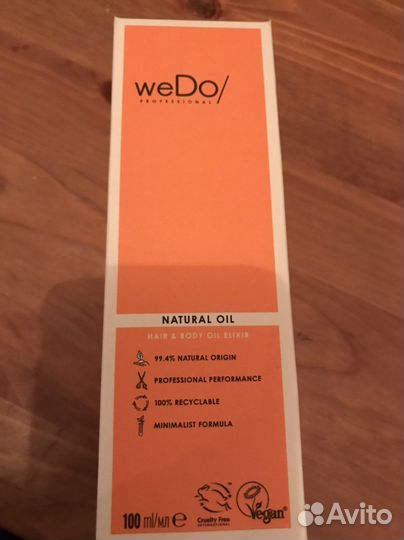 weDo/
PROFESSIONAL
NATURAL OIL
HAIR & BODY OIL ELIXIR
99.4% NATURAL ORIGIN
PROFESSIONAL PERFORMANCE
100% RECYCLABLE
MINIMALIST FORMULA
100 ml/мл e
Cruelty Free
INTERNATIONAL
Vegan®
Avito